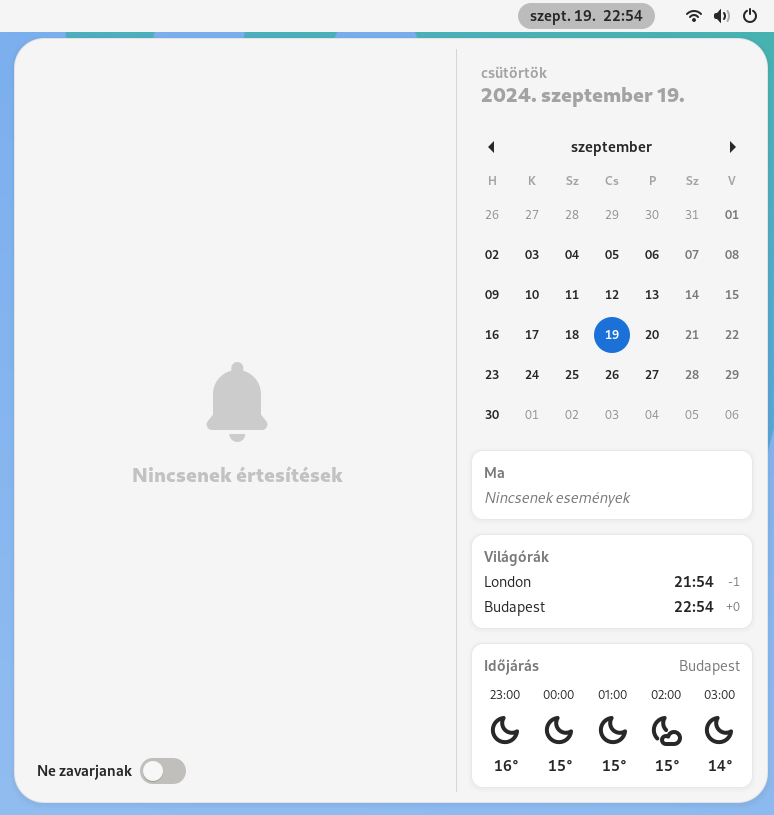 szept. 19. 22:54
Nincsenek értesítések
Ne zavarjanak
csütörtök
2024. szeptember 19.
szeptember
H K Sz Cs P Sz V
26 27 28 29 30 31 01
02 03 04 05 06 07 08
09 10 11 12 13 14 15
16 17 18 19 20 21 22
23 24 25 26 27 28 29
30 01 02 03 04 05 06
Ma
Nincsenek események
Világórák
London 21:54 -1
Budapest 22:54 +0
Időjárás Budapest
23:00 00:00 01:00 02:00 03:00
16° 15° 15° 15° 14°